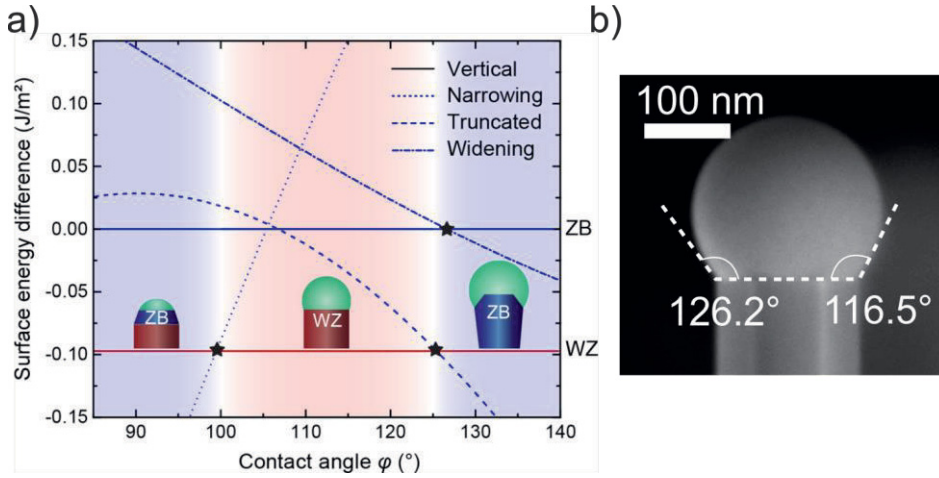 a)
b)
0.15
0.10
0.05
0.00
-0.05
-0.10
-0.15
Surface energy difference (J/m²)
Vertical
Narrowing
Truncated
Widening
ZB
WZ
ZB
WZ
ZB
90
100
110
120
130
140
Contact angle φ (°)
100 nm
126.2°
116.5°